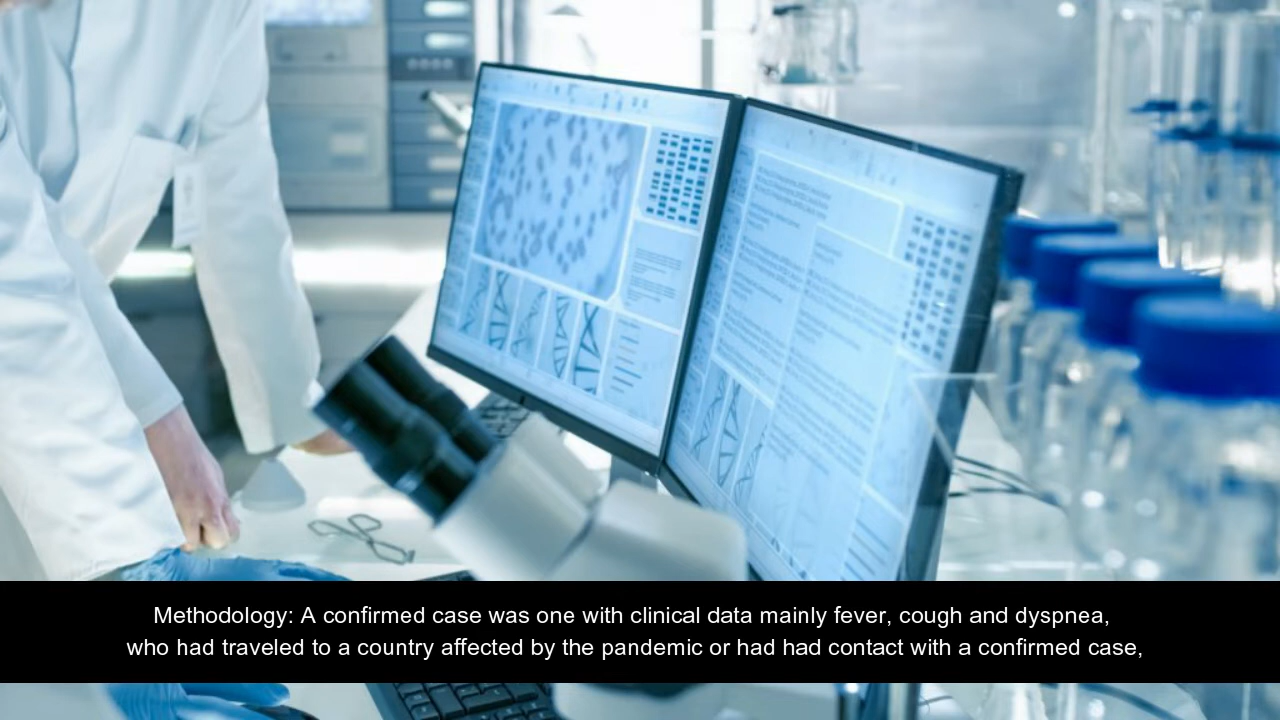 Methodology: A confirmed case was one with clinical data mainly fever, cough and dyspnea,
who had traveled to a country affected by the pandemic or had had contact with a confirmed case,